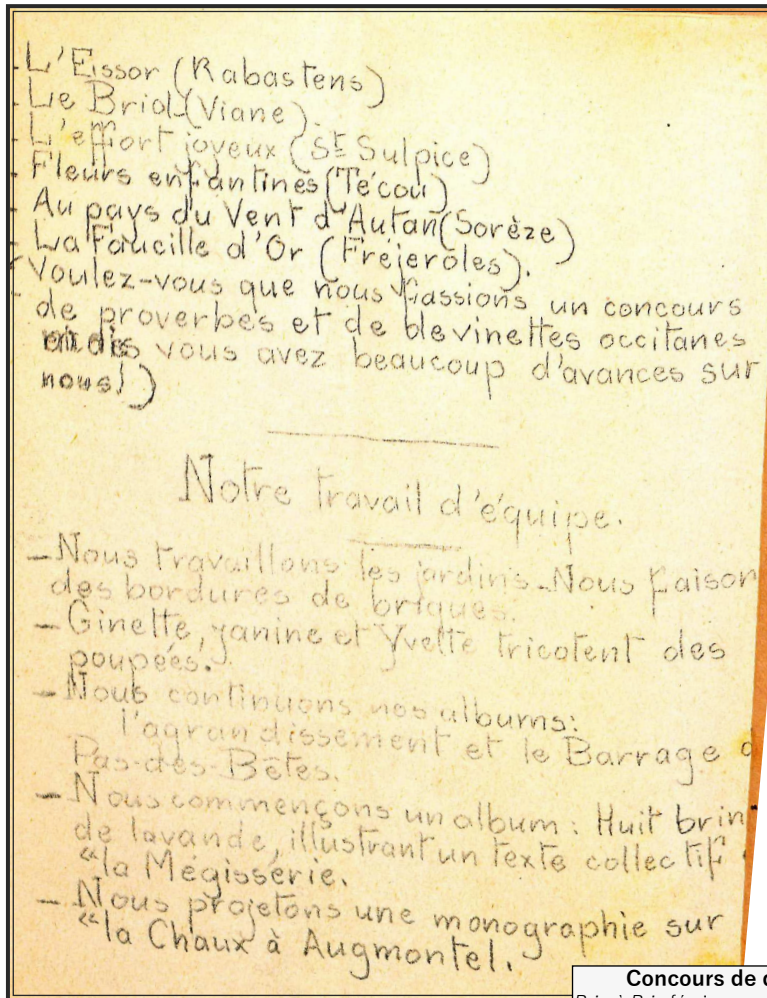 - L'Essor (Rabastens)
- Le Briol (Viane).
- L'effort joyeux (St Sulpice)
- Fleurs enfantines (Técou)
- Au pays du Vent d'Autan (Sorèze)
- La Faucille d'Or (Fréjeroles).
(Voulez-vous que nous fassions un concours
de proverbes et de devinettes occitanes
vous avez beaucoup d'avances sur
nous!)
Notre travail d'équipe.
- Nous travaillons les jardins. Nous faison
des bordures de briques.
- Ginette, yanine et Yvette tricotent des
poupées.
- Nous continuons nos albums:
l'agrandissement et le Barrage d
Pas-des-Bêtes.
- Nous commençons un album : Huit brin
de lavande, illustrant un texte collectif
"la Mégisserie.
- Nous projetons une monographie sur
"la Chaux à Augmontel.
Concours de